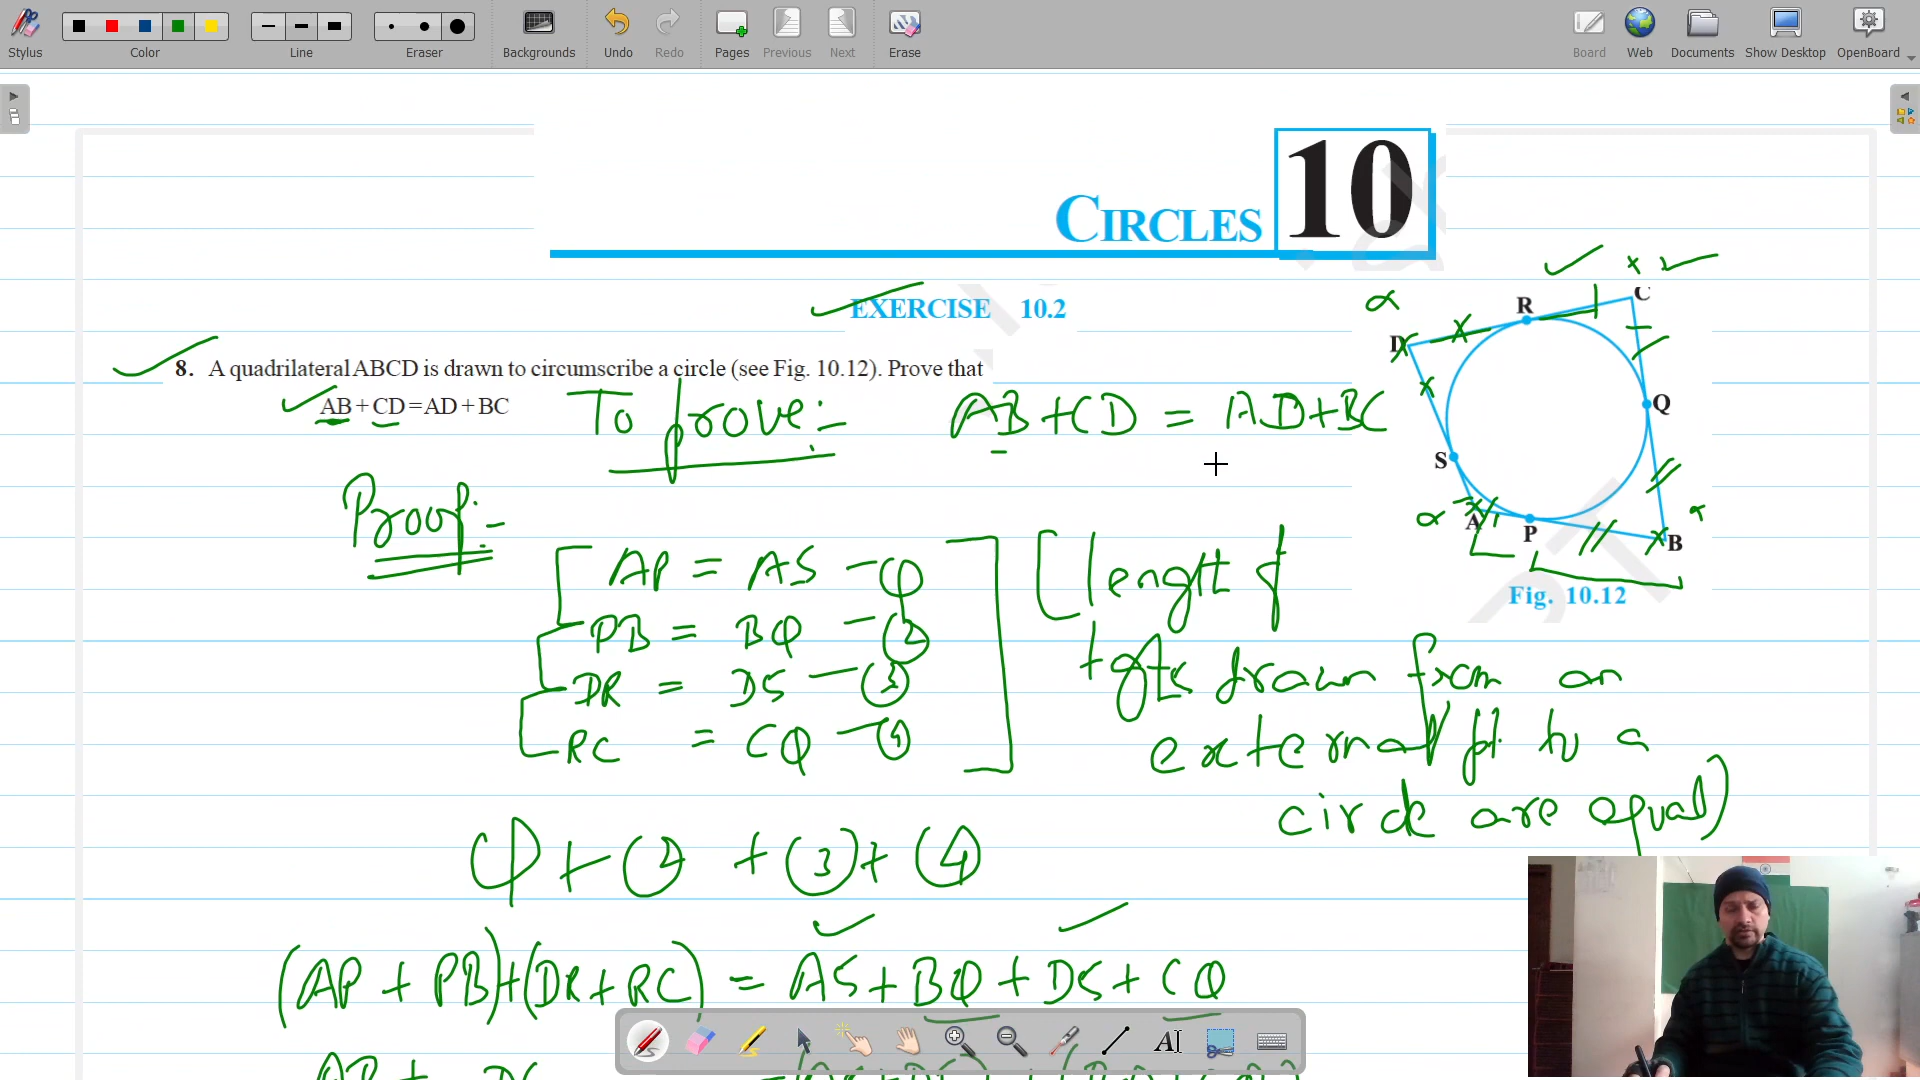 Stylus Color Line Eraser Backgrounds Undo Redo Pages Previous Next Erase Board Web Documents Show Desktop OpenBoard
CIRCLES 10
EXERCISE 10.2
8. A quadrilateral ABCD is drawn to circumscribe a circle (see Fig. 10.12). Prove that
AB + CD = AD + BC
To prove:- AB + CD = AD + BC
Proof:-
AP = AS - (1)
PB = BQ - (2)
DR = DS - (3)
RC = CQ - (4)
[length of
tgts drawn from an
external pt. to a
circle are equal)
(1) + (2) + (3) + (4)
(AP + PB) + (DR + RC) = AS + BQ + DS + CQ
D R C
Q
S
A P B
Fig. 10.12